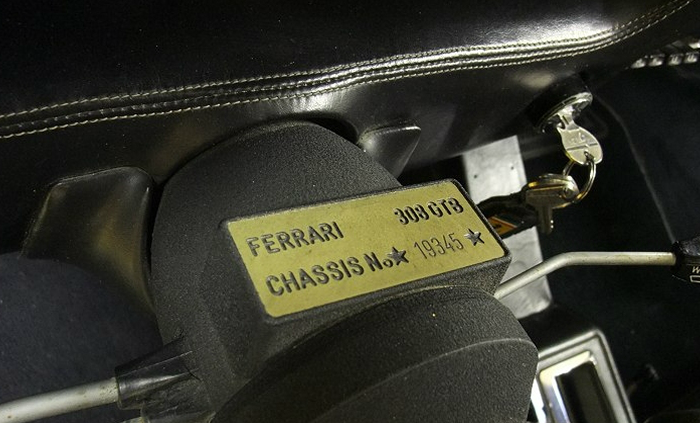 FERRARI 308 GTB
CHASSIS No ★ 19345 ★